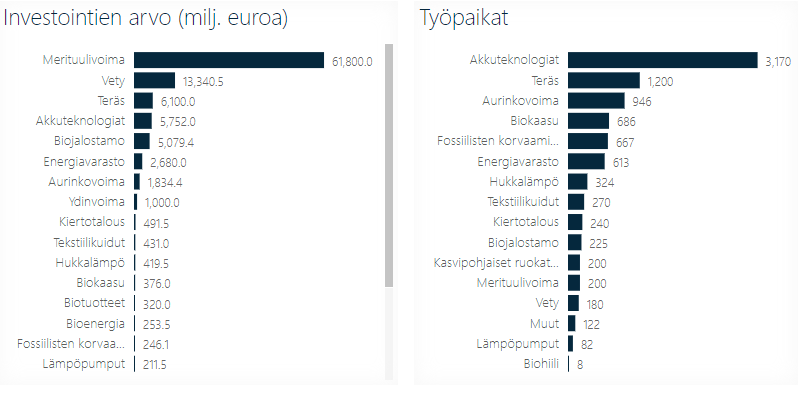 Investointien arvo (milj. euroa)
Merituulivoima 61,800.0
Vety 13,340.5
Teräs 6,100.0
Akkuteknologiat 5,752.0
Biojalostamo 5,079.4
Energiavarasto 2,680.0
Aurinkovoima 1,834.4
Ydinvoima 1,000.0
Kiertotalous 491.5
Tekstiilikuidut 431.0
Hukkalämpö 419.5
Biokaasu 376.0
Biotuotteet 320.0
Bioenergia 253.5
Fossiilisten korvaa... 246.1
Lämpöpumput 211.5
Työpaikat
Akkuteknologiat 3,170
Teräs 1,200
Aurinkovoima 946
Biokaasu 686
Fossiilisten korvaami... 667
Energiavarasto 613
Hukkalämpö 324
Tekstiilikuidut 270
Kiertotalous 240
Biojalostamo 225
Kasvipohjaiset ruokat... 200
Merituulivoima 200
Vety 180
Muut 122
Lämpöpumput 82
Biohiili 8